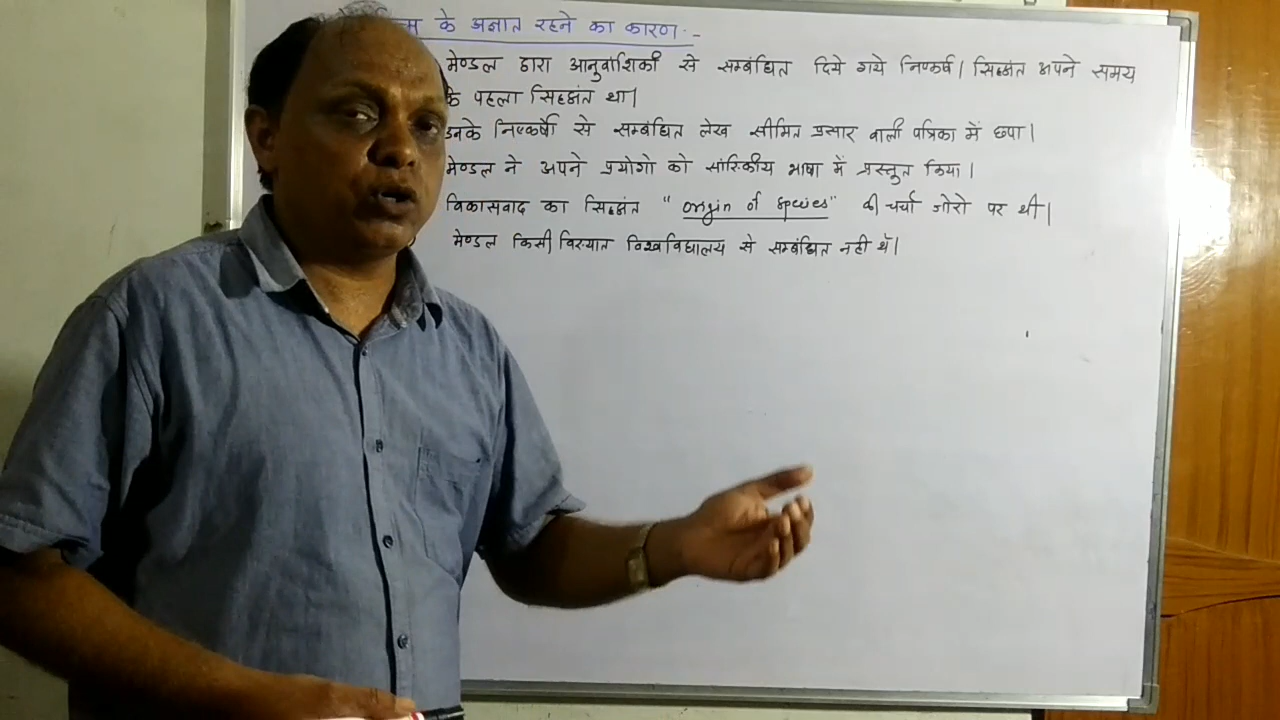 के अज्ञात रहने का कारण :-
मेण्डल द्वारा आनुवांशिकी से सम्बंधित दिये गये निष्कर्ष। सिद्धांत अपने समय
के पहला सिद्धांत था।
उनके निष्कर्षो से सम्बंधित लेख सीमित प्रसार वाली पत्रिका में छपा।
मेण्डल ने अपने प्रयोगो को सांख्यिकीय भाषा में प्रस्तुत किया।
विकासवाद का सिद्धांत "origin of species" की चर्चा जोरो पर थी।
मेण्डल किसी विख्यात विश्वविद्यालय से सम्बंधित नही थे।